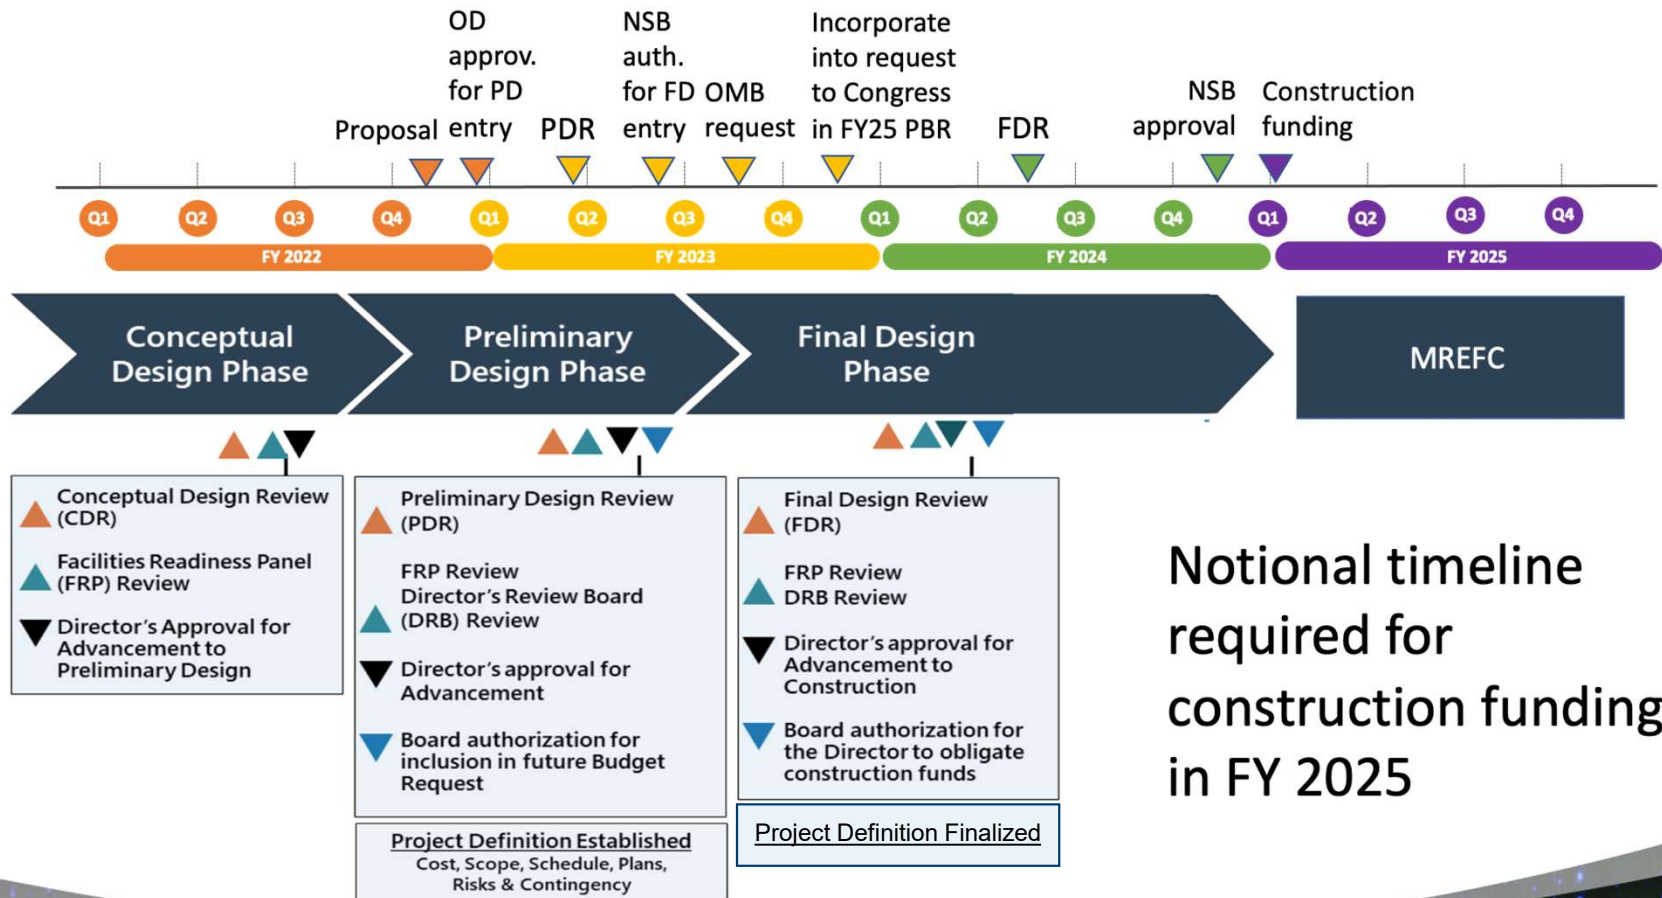 Proposal
OD
approv.
for PD
entry
PDR
NSB
auth.
for FD
entry
OMB
request
Incorporate
into request
to Congress
in FY25 PBR
FDR
NSB
approval
Construction
funding
Q1 Q2 Q3 Q4 Q1 Q2 Q3 Q4 Q1 Q2 Q3 Q4 Q1 Q2 Q3 Q4
FY 2022 FY 2023 FY 2024 FY 2025
Conceptual
Design Phase
Preliminary
Design Phase
Final Design
Phase
MREFC
Conceptual Design Review
(CDR)
Facilities Readiness Panel
(FRP) Review
Director's Approval for
Advancement to
Preliminary Design
Preliminary Design Review
(PDR)
FRP Review
Director's Review Board
(DRB) Review
Director's approval for
Advancement
Board authorization for
inclusion in future Budget
Request
Project Definition Established
Cost, Scope, Schedule, Plans,
Risks & Contingency
Final Design Review
(FDR)
FRP Review
DRB Review
Director's approval for
Advancement to
Construction
Board authorization for
the Director to obligate
construction funds
Project Definition Finalized
Notional timeline
required for
construction funding
in FY 2025